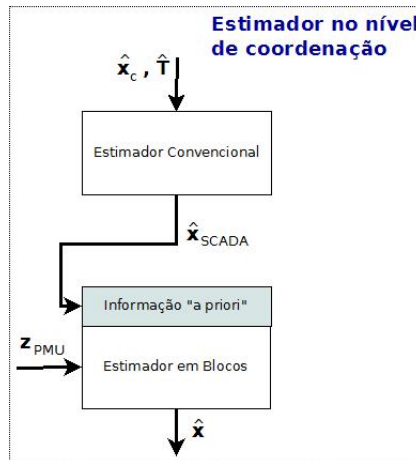 Estimador no nível
de coordenação
x̂c , T̂
Estimador Convencional
x̂SCADA
Informação "a priori"
zPMU
Estimador em Blocos
x̂